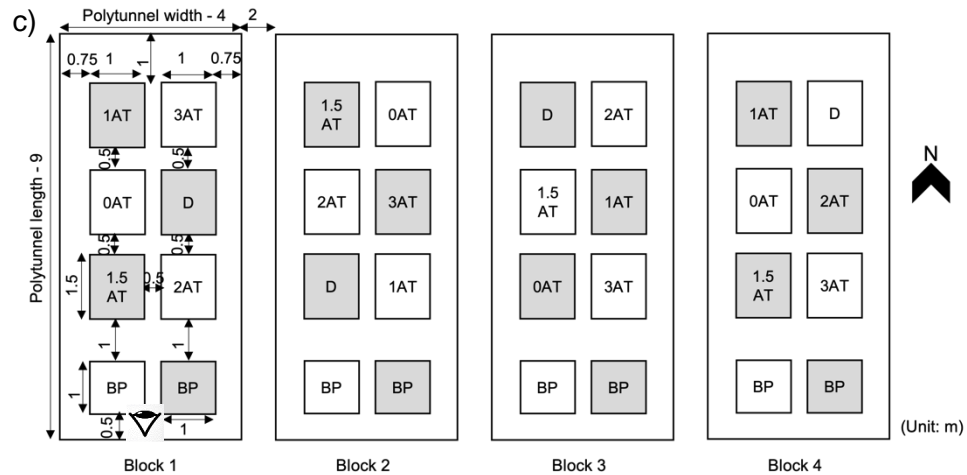 c)
Polytunnel width - 4
2
Polytunnel length - 9
0.75
1
1
1
0.75
1AT
3AT
0.5
0.5
0AT
D
0.5
0.5
1.5
1.5
AT
0.5
2AT
1
1
1
BP
BP
0.5
1
Block 1
1.5
AT
0AT
2AT
3AT
D
1AT
BP
BP
Block 2
D
2AT
1.5
AT
1AT
0AT
3AT
BP
BP
Block 3
1AT
D
0AT
2AT
1.5
AT
3AT
BP
BP
Block 4
N
(Unit: m)